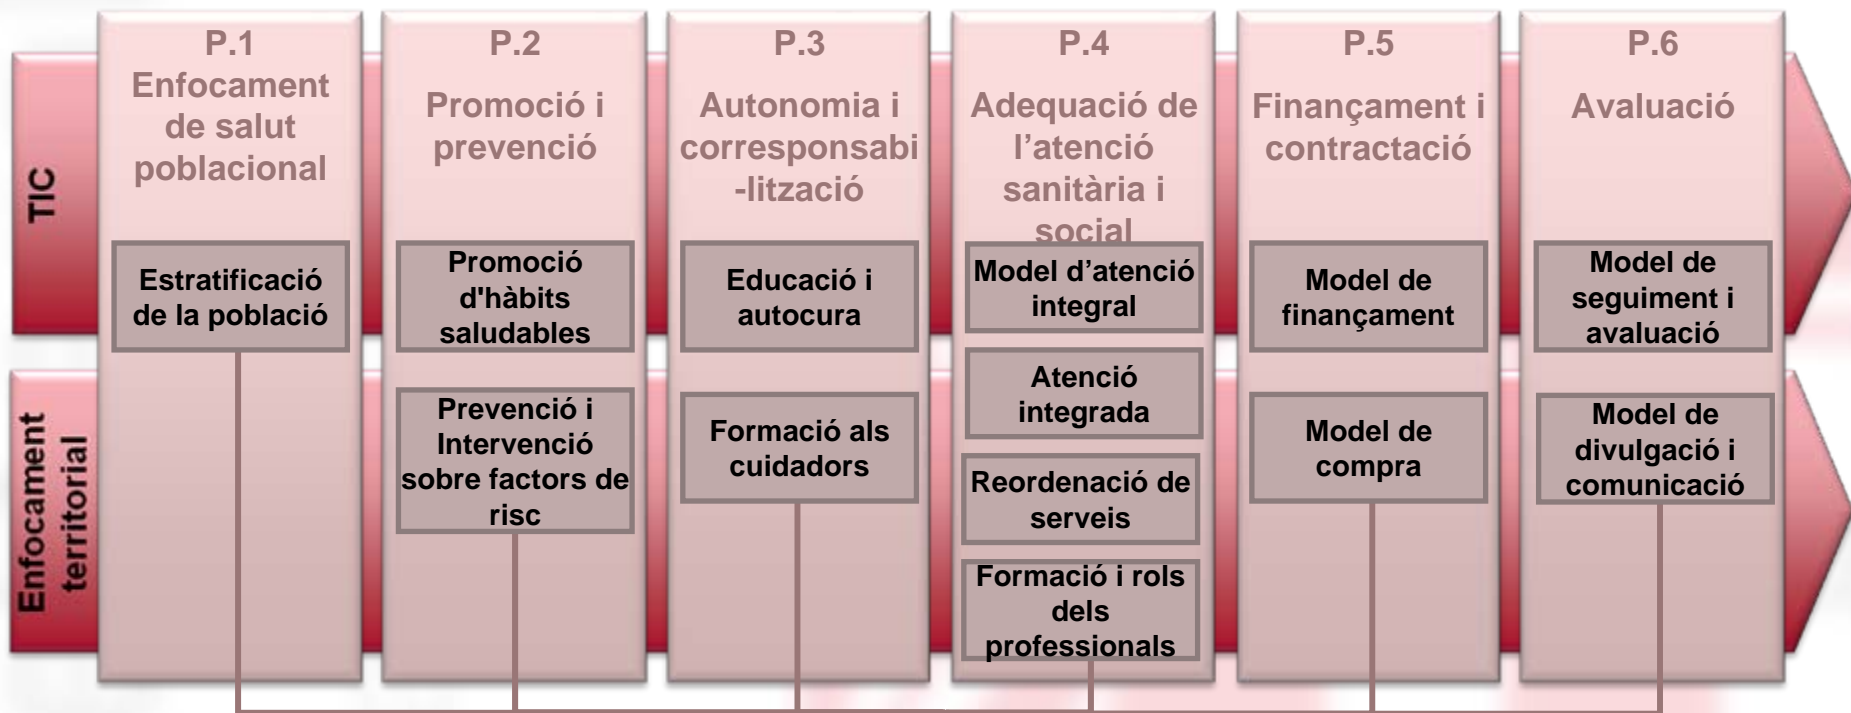 TIC
Enfocament
territorial
P.1
Enfocament
de salut
poblacional
Estratificació
de la població
P.2
Promoció i
prevenció
Promoció
d'hàbits
saludables
Prevenció i
Intervenció
sobre factors de
risc
P.3
Autonomia i
corresponsabi
-lització
Educació i
autocura
Formació als
cuidadors
P.4
Adequació de
l’atenció
sanitària i
social
Model d’atenció
integral
Atenció
integrada
Reordenació de
serveis
Formació i rols
dels
professionals
P.5
Finançament i
contractació
Model de
finançament
Model de
compra
P.6
Avaluació
Model de
seguiment i
avaluació
Model de
divulgació i
comunicació